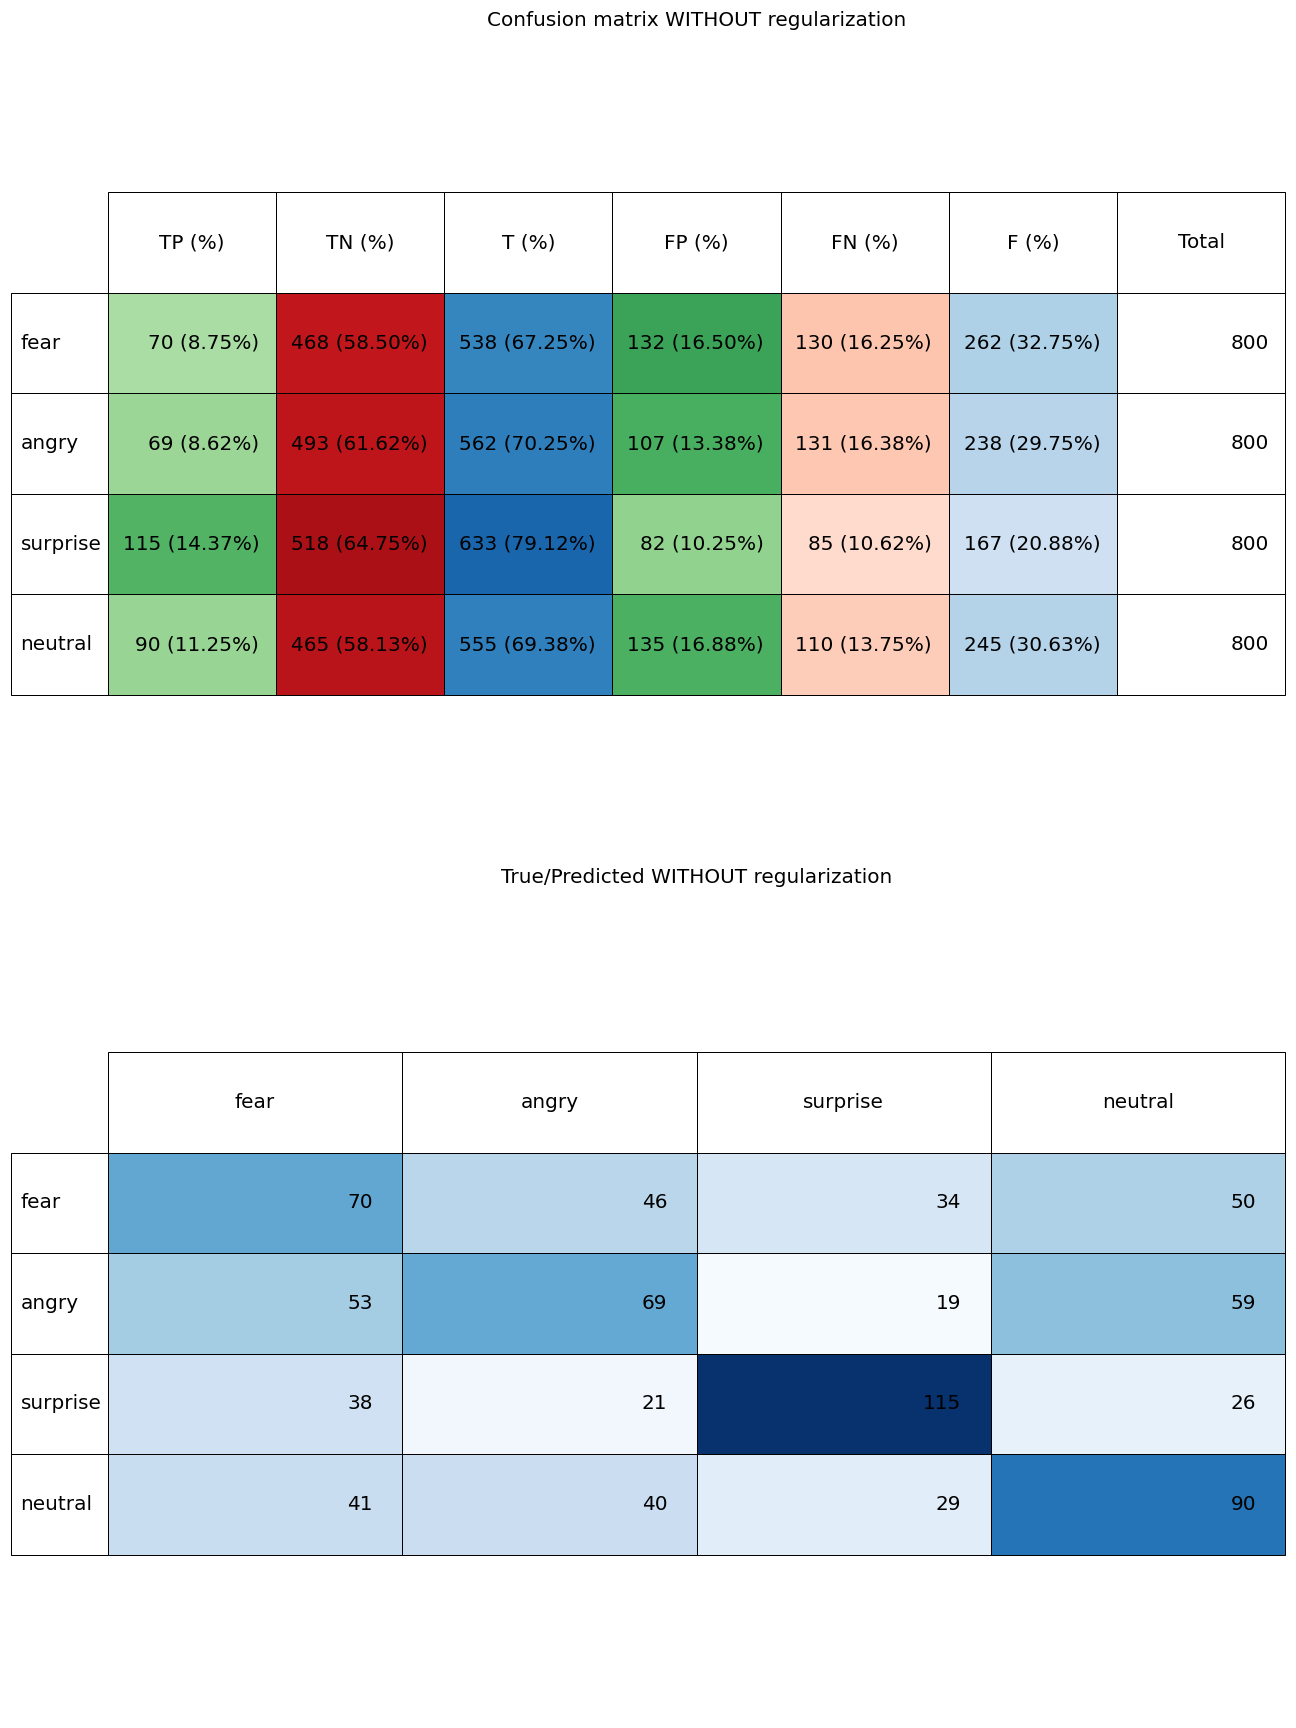 Confusion matrix WITHOUT regularization
TP (%) TN (%) T (%) FP (%) FN (%) F (%) Total
fear 70 (8.75%) 468 (58.50%) 538 (67.25%) 132 (16.50%) 130 (16.25%) 262 (32.75%) 800
angry 69 (8.62%) 493 (61.62%) 562 (70.25%) 107 (13.38%) 131 (16.38%) 238 (29.75%) 800
surprise 115 (14.37%) 518 (64.75%) 633 (79.12%) 82 (10.25%) 85 (10.62%) 167 (20.88%) 800
neutral 90 (11.25%) 465 (58.13%) 555 (69.38%) 135 (16.88%) 110 (13.75%) 245 (30.63%) 800
True/Predicted WITHOUT regularization
fear angry surprise neutral
fear 70 46 34 50
angry 53 69 19 59
surprise 38 21 115 26
neutral 41 40 29 90